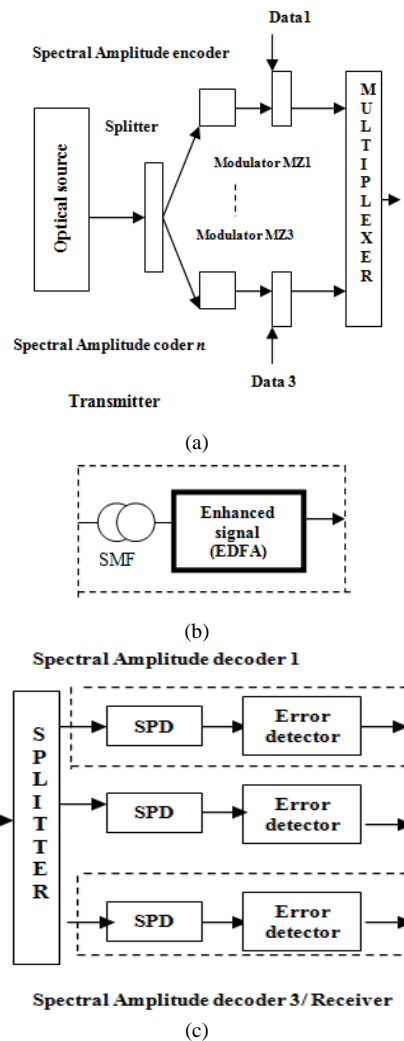 Data1
Spectral Amplitude encoder
Splitter
Optical source
Modulator MZ1
Modulator MZ3
MULTIPLEXER
Spectral Amplitude coder n
Data 3
Transmitter
(a)
Enhanced
signal
(EDFA)
SMF
(b)
Spectral Amplitude decoder 1
SPLITTER
SPD
Error
detector
SPD
Error
detector
SPD
Error
detector
Spectral Amplitude decoder 3/ Receiver
(c)